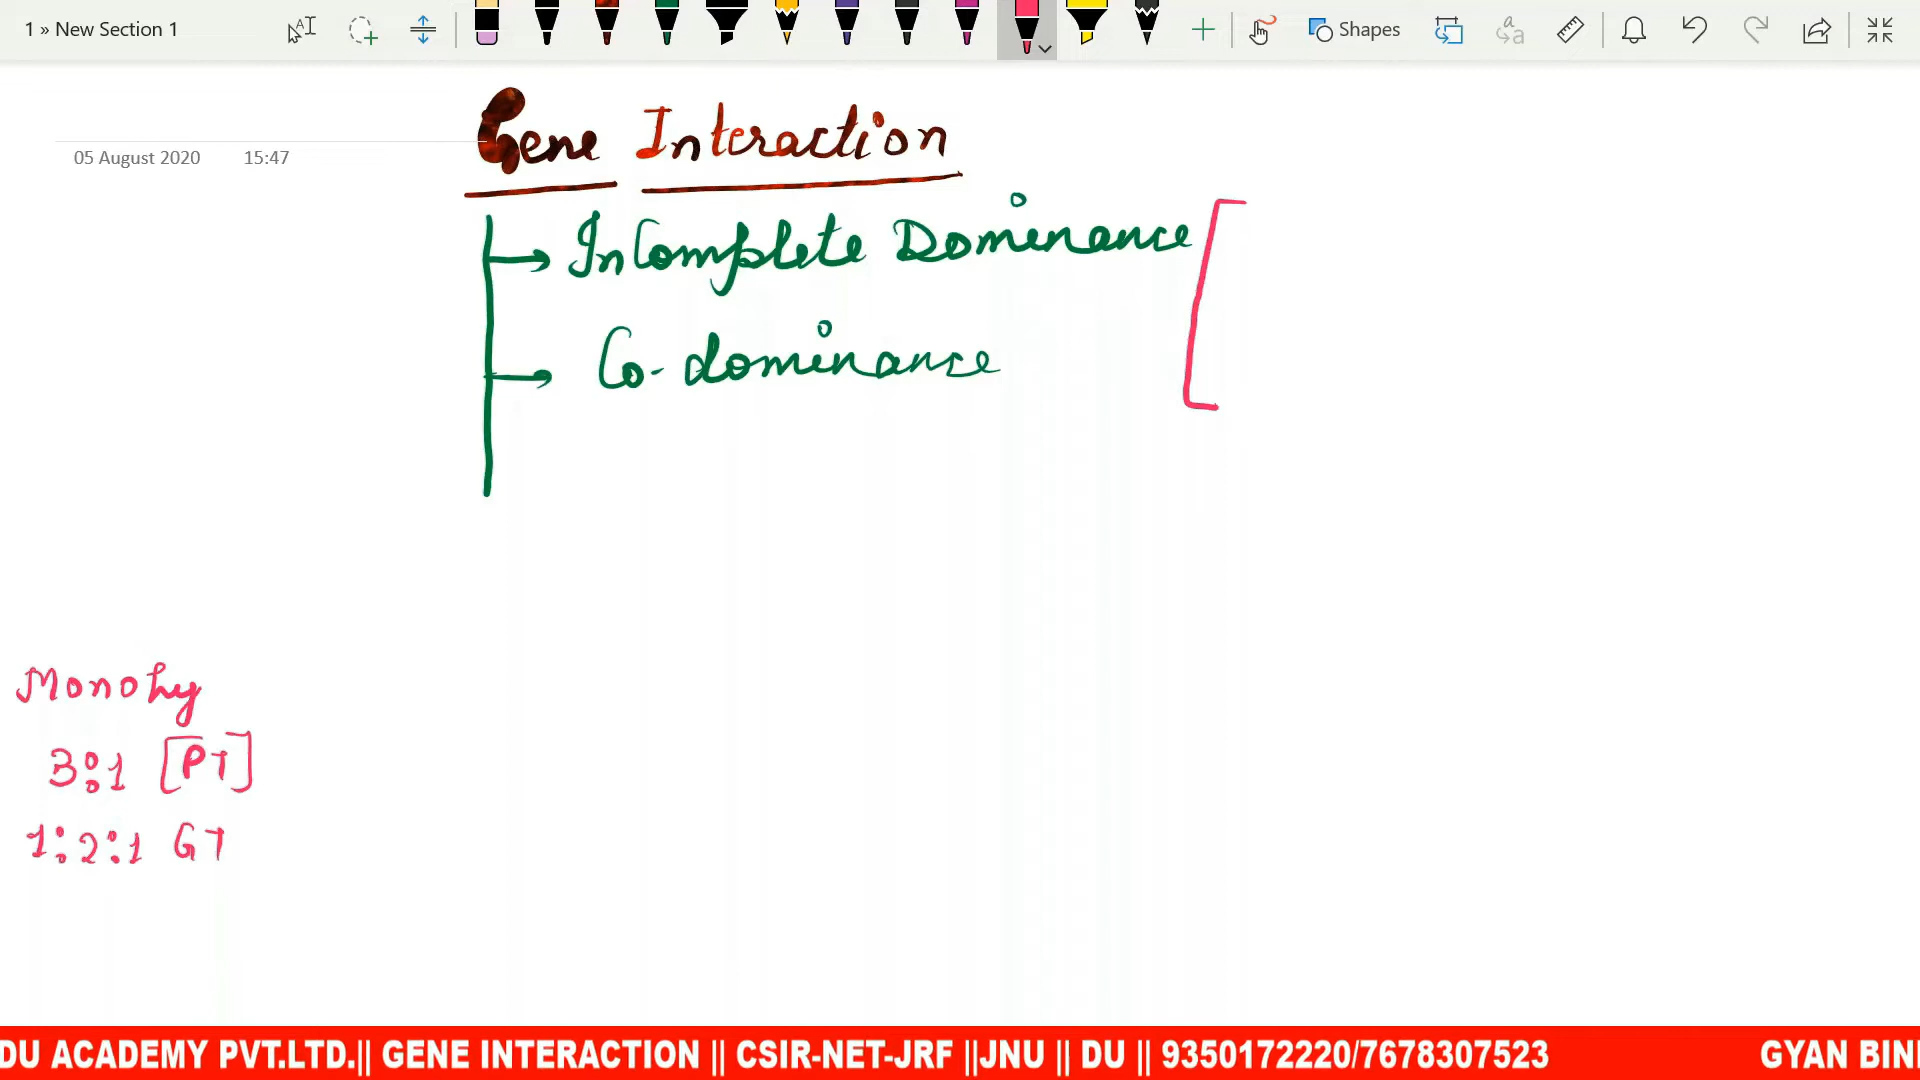 1 » New Section 1
Shapes
Gene Interaction
05 August 2020 15:47
InComplete Dominance
Co-dominance
Monohy
3:1 [PT]
1:2:1 GT
DU ACADEMY PVT.LTD.|| GENE INTERACTION || CSIR-NET-JRF ||JNU || DU || 9350172220/7678307523 GYAN BIN